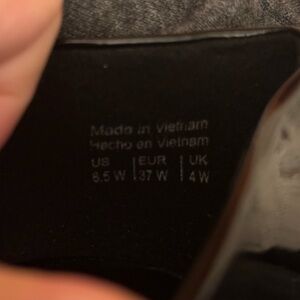 Made in Vietnam
Hecho en Vietnam
US | EUR | UK
6.5 W | 37 W | 4 W